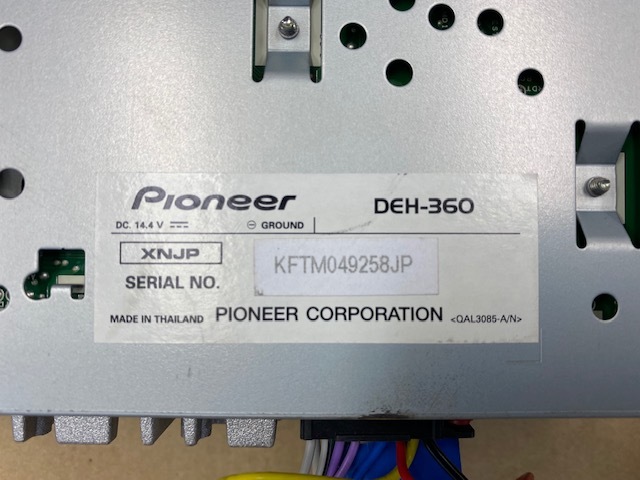 Pioneer DEH-360
DC. 14.4 V ⎓ ⊖ GROUND
XNJP
SERIAL NO. KFTM049258JP
MADE IN THAILAND PIONEER CORPORATION <QAL3085-A/N>